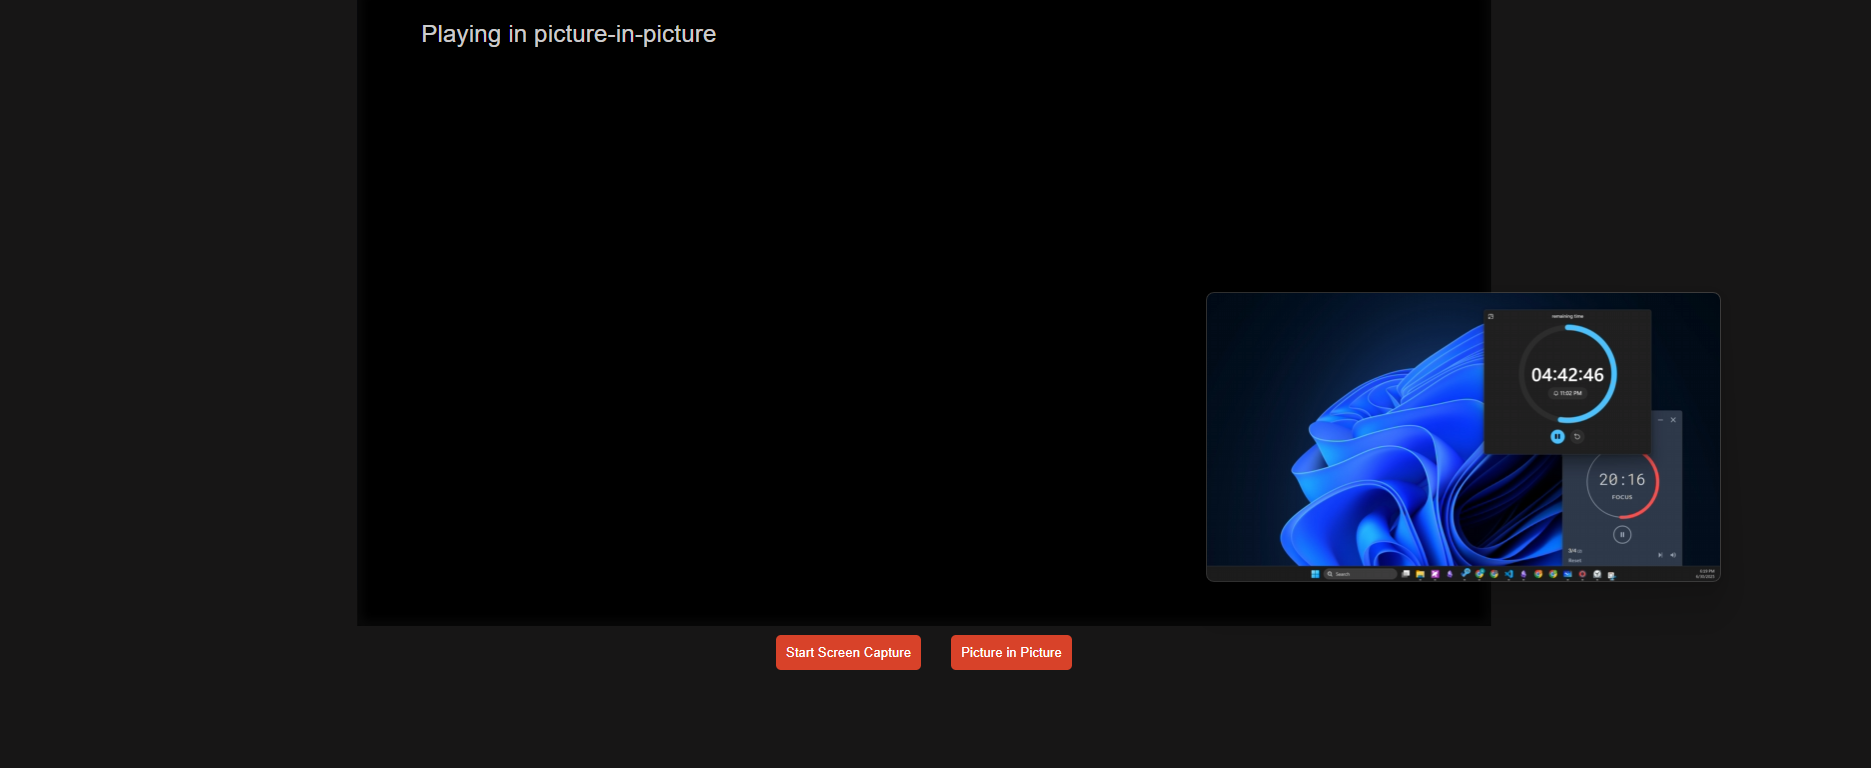 Playing in picture-in-picture
remaining time
04:42:46
11:02 PM
20:16
FOCUS
3/4
Reset
Search
Start Screen Capture
Picture in Picture